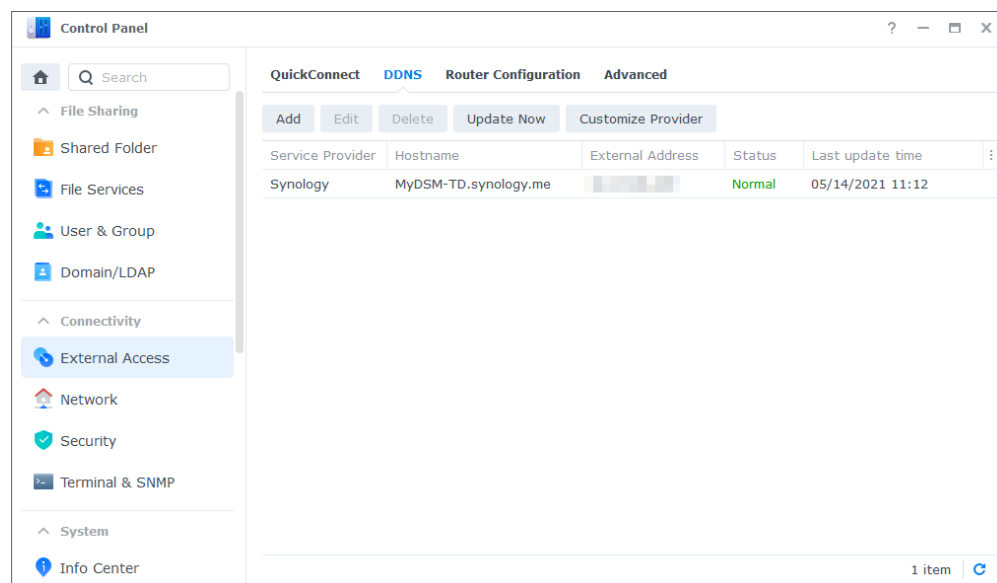 Control Panel
?
Search
File Sharing
Shared Folder
File Services
User & Group
Domain/LDAP
Connectivity
External Access
Network
Security
Terminal & SNMP
System
Info Center
QuickConnect DDNS Router Configuration Advanced
Add Edit Delete Update Now Customize Provider
Service Provider Hostname External Address Status Last update time
Synology MyDSM-TD.synology.me Normal 05/14/2021 11:12
1 item